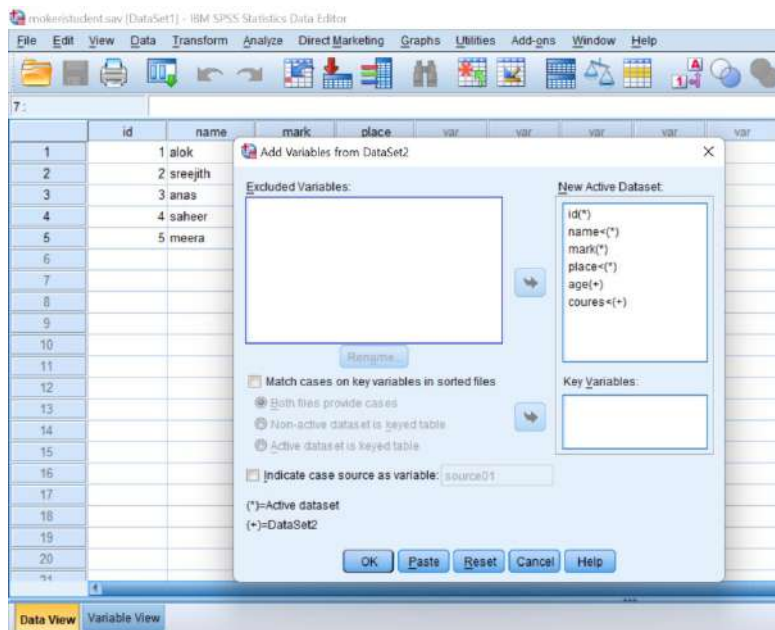 mokeristudent.sav [DataSet1] - IBM SPSS Statistics Data Editor
File Edit View Data Transform Analyze Direct Marketing Graphs Utilities Add-ons Window Help
7 :
id name mark place var var var var var
1 1 alok
2 2 sreejith
3 3 anas
4 4 saheer
5 5 meera
6
7
8
9
10
11
12
13
14
15
16
17
18
19
20
21
Add Variables from DataSet2
Excluded Variables:
New Active Dataset:
id(*)
name<(*)
mark(*)
place<(*)
age(+)
coures<(+)
Rename...
Match cases on key variables in sorted files
Key Variables:
Both files provide cases
Non-active dataset is keyed table
Active dataset is keyed table
Indicate case source as variable: source01
(*)=Active dataset
(+)=DataSet2
OK Paste Reset Cancel Help
Data View Variable View